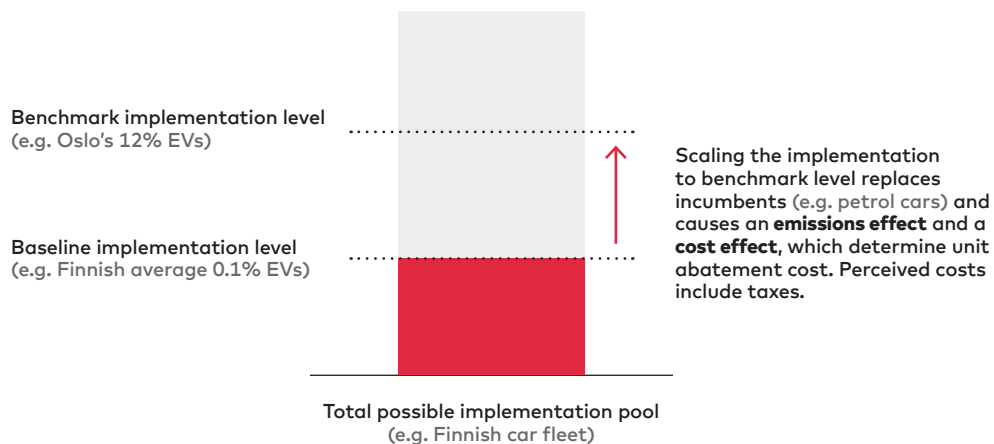 Benchmark implementation level
(e.g. Oslo's 12% EVs)
Scaling the implementation
to benchmark level replaces
incumbents (e.g. petrol cars) and
causes an emissions effect and a
cost effect, which determine unit
abatement cost. Perceived costs
include taxes.
Baseline implementation level
(e.g. Finnish average 0.1% EVs)
Total possible implementation pool
(e.g. Finnish car fleet)